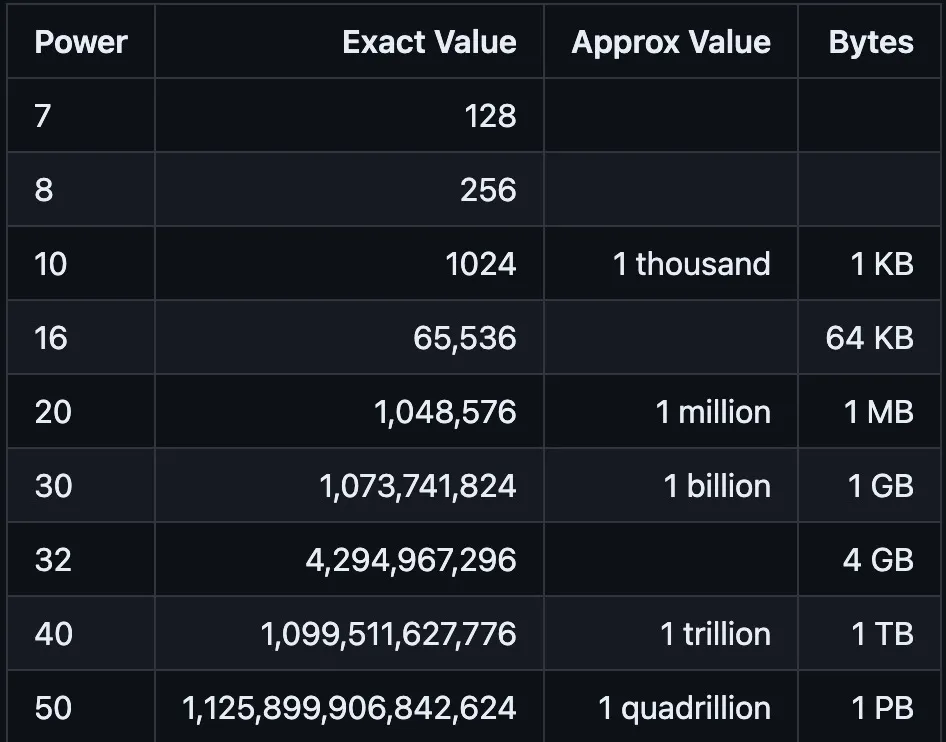 Power Exact Value Approx Value Bytes
7 128
8 256
10 1024 1 thousand 1 KB
16 65,536 64 KB
20 1,048,576 1 million 1 MB
30 1,073,741,824 1 billion 1 GB
32 4,294,967,296 4 GB
40 1,099,511,627,776 1 trillion 1 TB
50 1,125,899,906,842,624 1 quadrillion 1 PB